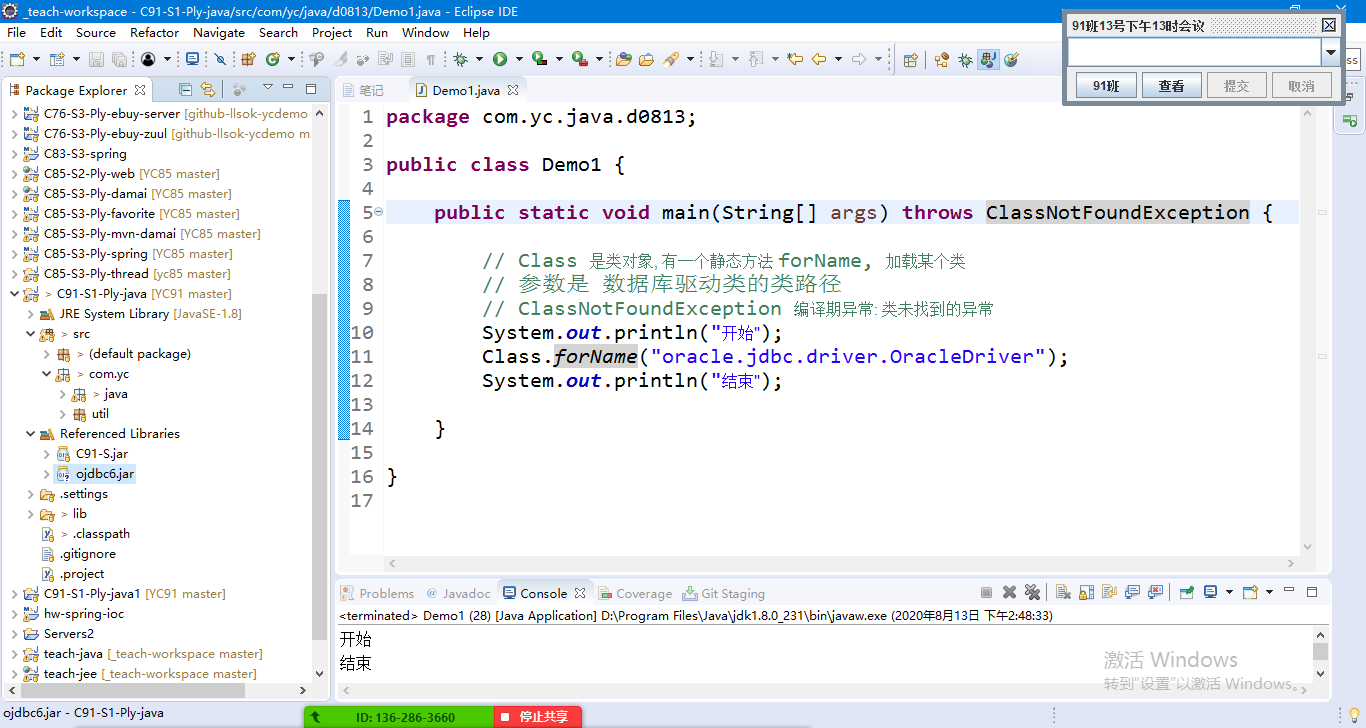 _teach-workspace - C91-S1-Ply-java/src/com/yc/java/d0813/Demo1.java - Eclipse IDE
File Edit Source Refactor Navigate Search Project Run Window Help
91班13号下午13时会议
91班 查看 提交 取消
Package Explorer
C76-S3-Ply-ebuy-server [github-llsok-ycdemo
C76-S3-Ply-ebuy-zuul [github-llsok-ycdemo m
C83-S3-spring
C85-S2-Ply-web [YC85 master]
C85-S3-Ply-damai [YC85 master]
C85-S3-Ply-favorite [YC85 master]
C85-S3-Ply-mvn-damai [YC85 master]
C85-S3-Ply-spring [YC85 master]
C85-S3-Ply-thread [yc85 master]
> C91-S1-Ply-java [YC91 master]
JRE System Library [JavaSE-1.8]
> src
> (default package)
> com.yc
> java
util
Referenced Libraries
C91-S.jar
ojdbc6.jar
.settings
> lib
> .classpath
.gitignore
.project
C91-S1-Ply-java1 [YC91 master]
hw-spring-ioc
Servers2
teach-java [_teach-workspace master]
teach-jee [_teach-workspace master]
笔记 Demo1.java
1 package com.yc.java.d0813;
2
3 public class Demo1 {
4
5 public static void main(String[] args) throws ClassNotFoundException {
6
7 // Class 是类对象,有一个静态方法 forName, 加载某个类
8 // 参数是 数据库驱动类的类路径
9 // ClassNotFoundException 编译期异常:类未找到的异常
10 System.out.println("开始");
11 Class.forName("oracle.jdbc.driver.OracleDriver");
12 System.out.println("结束");
13
14 }
15
16 }
17
Problems @ Javadoc Console Coverage Git Staging
<terminated> Demo1 (28) [Java Application] D:\Program Files\Java\jdk1.8.0_231\bin\javaw.exe (2020年8月13日 下午2:48:33)
开始
结束
激活 Windows
转到"设置"以激活 Windows。
ojdbc6.jar - C91-S1-Ply-java
ID: 136-286-3660 停止共享